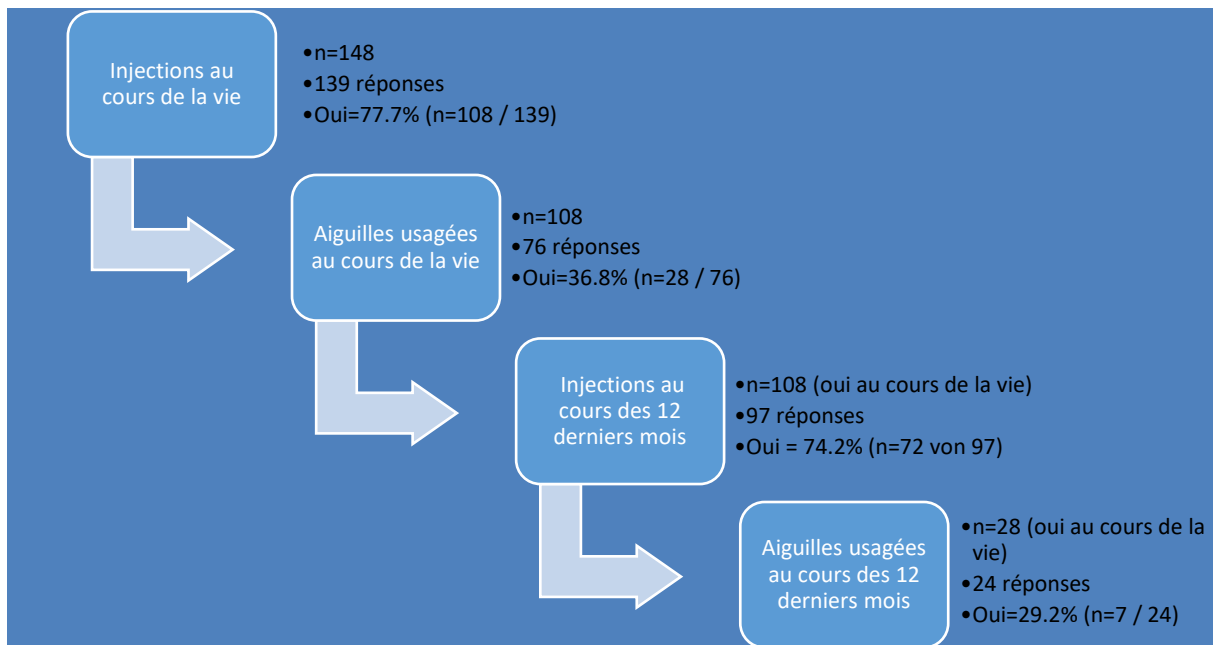 Injections au
cours de la vie
•n=148
•139 réponses
•Oui=77.7% (n=108 / 139)
Aiguilles usagées
au cours de la vie
•n=108
•76 réponses
•Oui=36.8% (n=28 / 76)
Injections au
cours des 12
derniers mois
•n=108 (oui au cours de la vie)
•97 réponses
•Oui = 74.2% (n=72 von 97)
Aiguilles usagées
au cours des 12
derniers mois
•n=28 (oui au cours de la
vie)
•24 réponses
•Oui=29.2% (n=7 / 24)